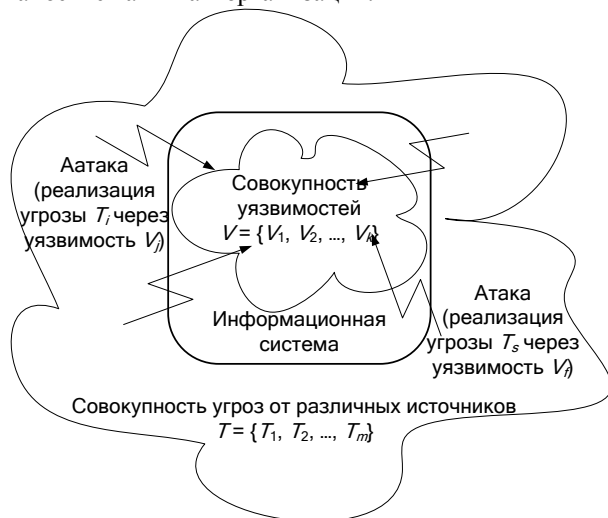 Совокупность
уязвимостей
V = {V1, V2, ..., Vk}
Аатака
(реализация
угрозы Ti через
уязвимость Vj)
Информационная
система
Атака
(реализация
угрозы Ts через
уязвимость Vf)
Совокупность угроз от различных источников
T = {T1, T2, ..., Tm}